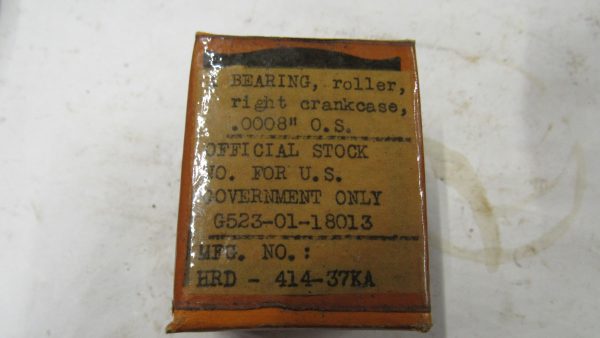 1 BEARING, roller,
right crankcase,
.0008" O.S.
OFFICIAL STOCK
NO. FOR U.S.
GOVERNMENT ONLY
G523-01-18013
MFG. NO.:
HRD - 414-37KA